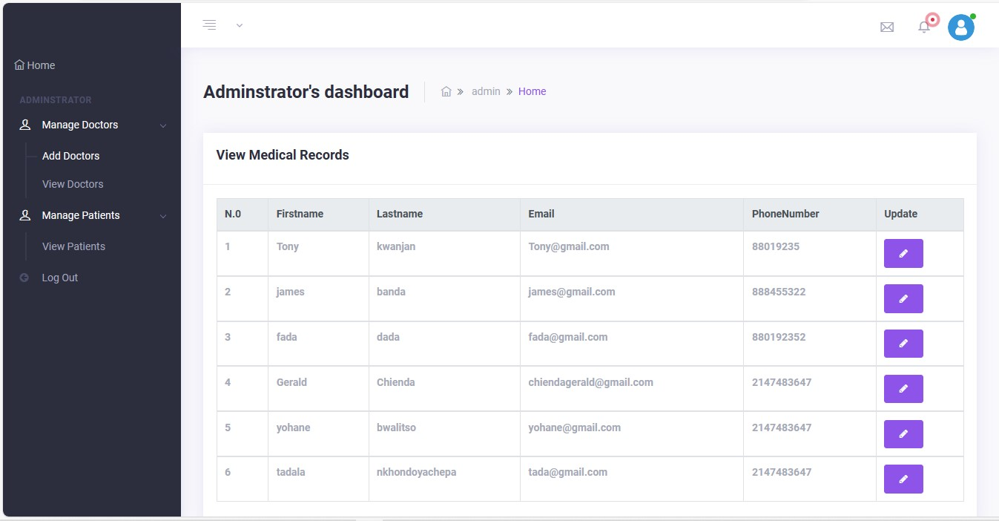 Home
ADMINSTRATOR
Manage Doctors
Add Doctors
View Doctors
Manage Patients
View Patients
Log Out
Adminstrator's dashboard
» admin » Home
View Medical Records
N.0 Firstname Lastname Email PhoneNumber Update
1 Tony kwanjan Tony@gmail.com 88019235
2 james banda james@gmail.com 888455322
3 fada dada fada@gmail.com 880192352
4 Gerald Chienda chiendagerald@gmail.com 2147483647
5 yohane bwalitso yohane@gmail.com 2147483647
6 tadala nkhondoyachepa tada@gmail.com 2147483647